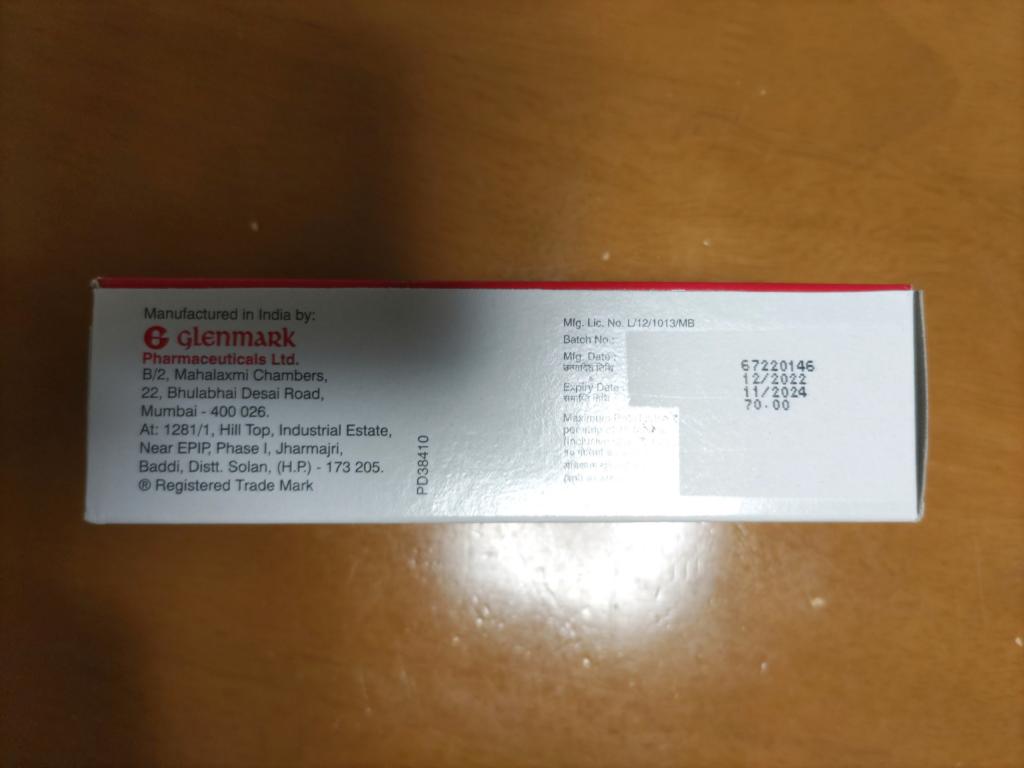 Manufactured in India by:
Glenmark
Pharmaceuticals Ltd.
B/2, Mahalaxmi Chambers,
22, Bhulabhai Desai Road,
Mumbai - 400 026.
At: 1281/1, Hill Top, Industrial Estate,
Near EPIP, Phase I, Jharmajri,
Baddi, Distt. Solan, (H.P.) - 173 205.
® Registered Trade Mark
PD38410
Mfg. Lic. No. L/12/1013/MB
Batch No.:
Mfg. Date :
Expiry Date :
Maximum
67220146
12/2022
11/2024
70.00